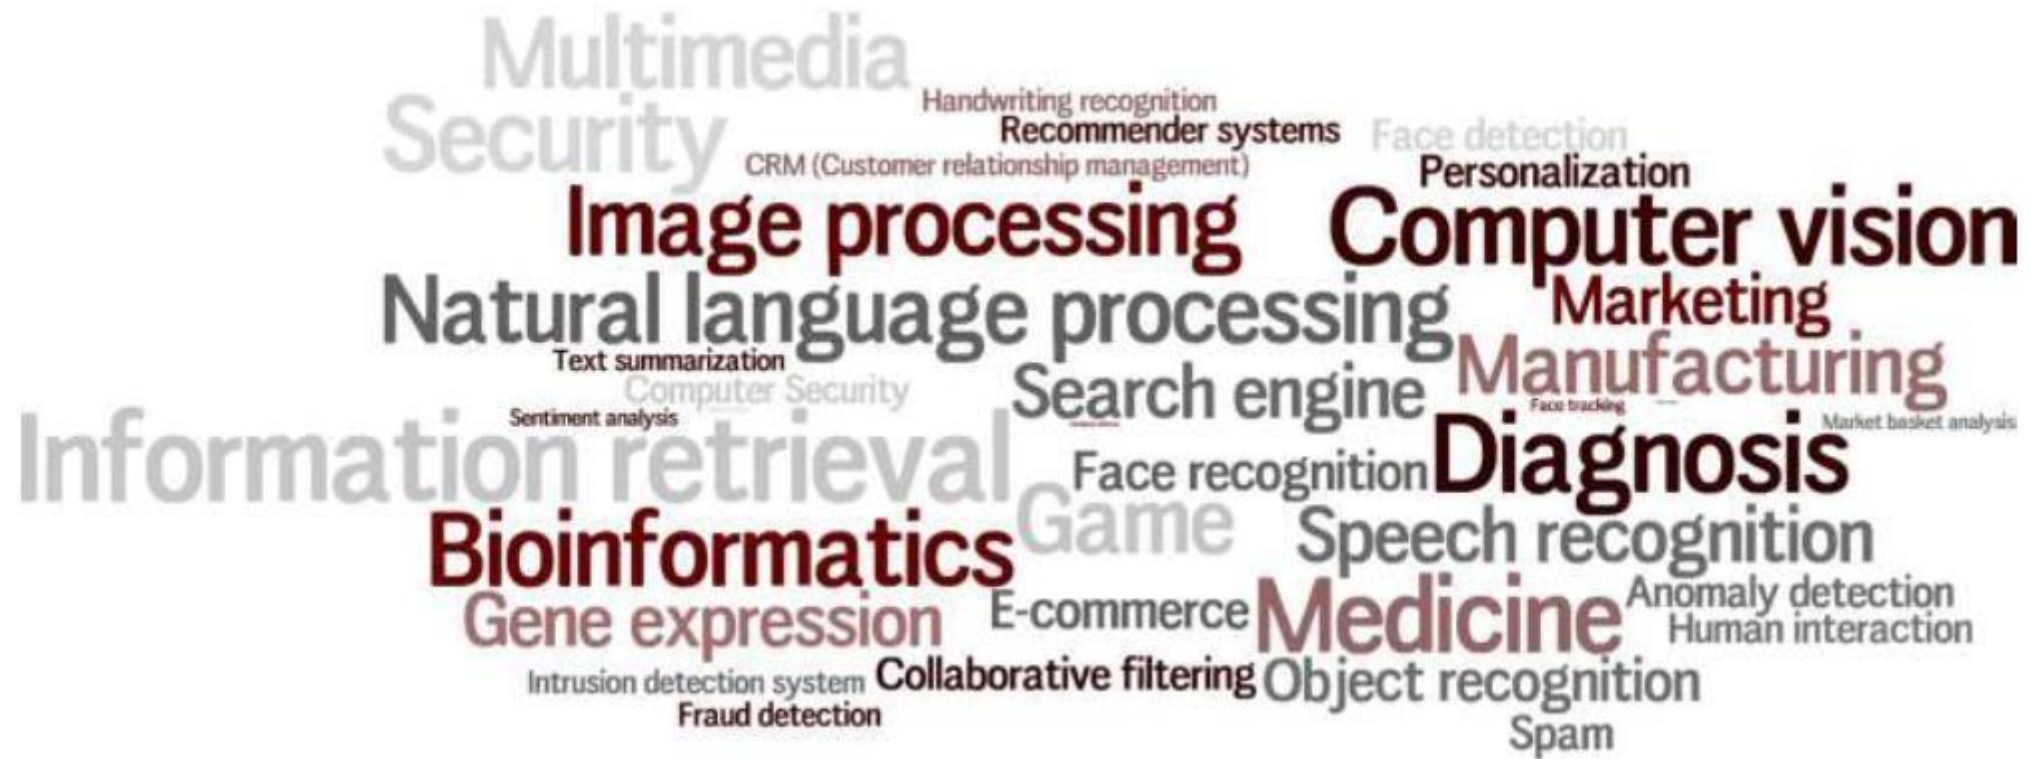 Multimedia
Handwriting recognition
Security
Recommender systems
Face detection
CRM (Customer relationship management)
Personalization
Image processing
Computer vision
Natural language processing
Marketing
Text summarization
Manufacturing
Computer Security
Search engine
Face tracking
Sentiment analysis
Market basket analysis
Information retrieval
Face recognition
Diagnosis
Game
Speech recognition
Bioinformatics
Anomaly detection
Gene expression
E-commerce
Medicine
Human interaction
Intrusion detection system
Collaborative filtering
Object recognition
Fraud detection
Spam